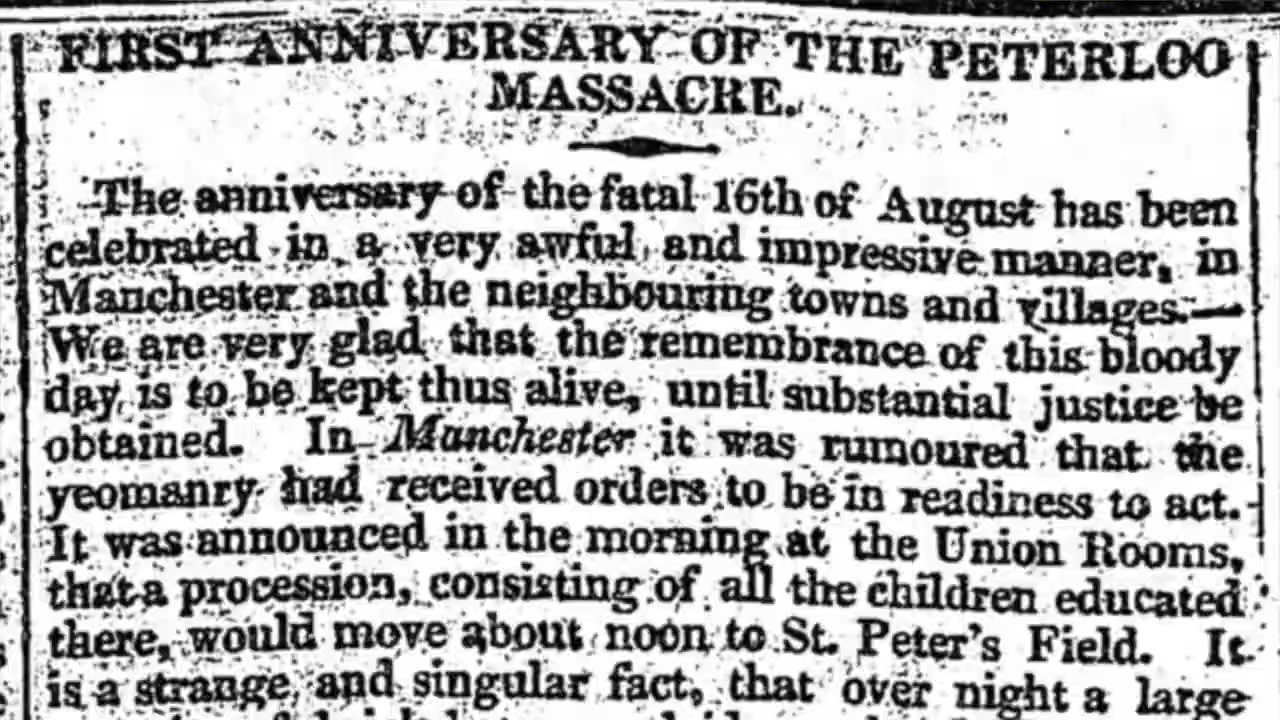 FIRST ANNIVERSARY OF THE PETERLOO
MASSACRE.
The anniversary of the fatal 16th of August has been
celebrated in a very awful and impressive manner, in
Manchester and the neighbouring towns and villages.—
We are very glad that the remembrance of this bloody
day is to be kept thus alive, until substantial justice be
obtained. In Manchester it was rumoured that the
yeomanry had received orders to be in readiness to act.
It was announced in the morning at the Union Rooms,
that a procession, consisting of all the children educated
there, would move about noon to St. Peter's Field. It
is a strange and singular fact, that over night a large